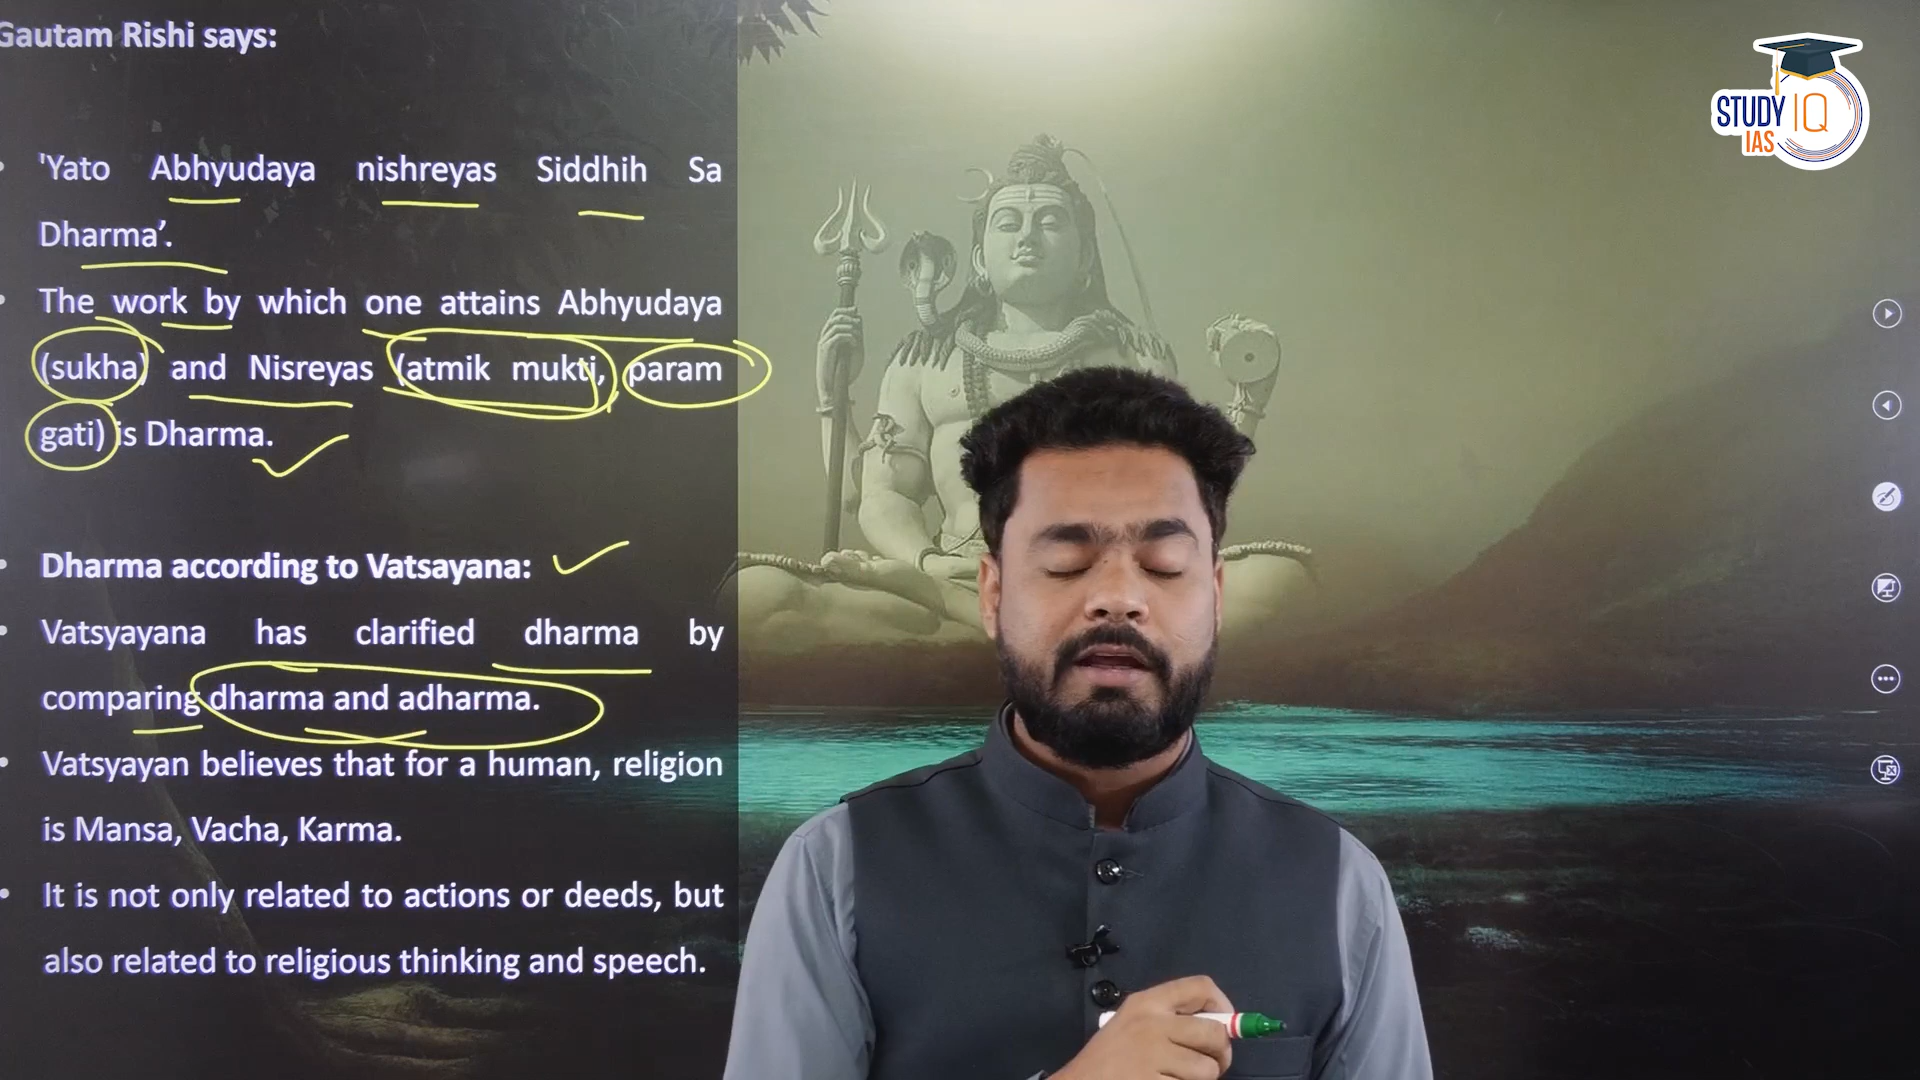 Gautam Rishi says:
STUDY IQ
IAS
'Yato Abhyudaya nishreyas Siddhih Sa
Dharma’.
The work by which one attains Abhyudaya
(sukha) and Nisreyas (atmik mukti, param
gati) is Dharma.
Dharma according to Vatsayana:
Vatsyayana has clarified dharma by
comparing dharma and adharma.
Vatsyayan believes that for a human, religion
is Mansa, Vacha, Karma.
It is not only related to actions or deeds, but
also related to religious thinking and speech.